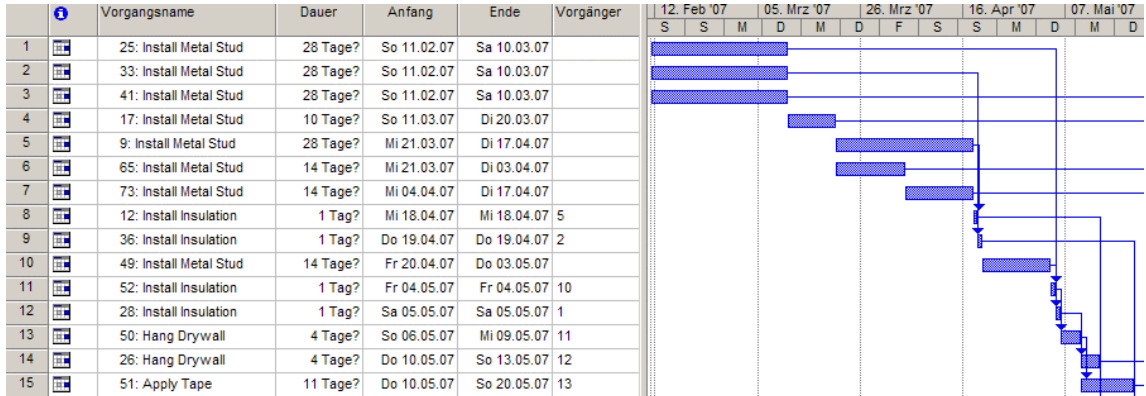 Vorgangsname Dauer Anfang Ende Vorgänger 12. Feb '07 05. Mrz '07 26. Mrz '07 16. Apr '07 07. Mai '07
S S M D M D F S S M D M D
1 25: Install Metal Stud 28 Tage? So 11.02.07 Sa 10.03.07
2 33: Install Metal Stud 28 Tage? So 11.02.07 Sa 10.03.07
3 41: Install Metal Stud 28 Tage? So 11.02.07 Sa 10.03.07
4 17: Install Metal Stud 10 Tage? So 11.03.07 Di 20.03.07
5 9: Install Metal Stud 28 Tage? Mi 21.03.07 Di 17.04.07
6 65: Install Metal Stud 14 Tage? Mi 21.03.07 Di 03.04.07
7 73: Install Metal Stud 14 Tage? Mi 04.04.07 Di 17.04.07
8 12: Install Insulation 1 Tag? Mi 18.04.07 Mi 18.04.07 5
9 36: Install Insulation 1 Tag? Do 19.04.07 Do 19.04.07 2
10 49: Install Metal Stud 14 Tage? Fr 20.04.07 Do 03.05.07
11 52: Install Insulation 1 Tag? Fr 04.05.07 Fr 04.05.07 10
12 28: Install Insulation 1 Tag? Sa 05.05.07 Sa 05.05.07 1
13 50: Hang Drywall 4 Tage? So 06.05.07 Mi 09.05.07 11
14 26: Hang Drywall 4 Tage? Do 10.05.07 So 13.05.07 12
15 51: Apply Tape 11 Tage? Do 10.05.07 So 20.05.07 13